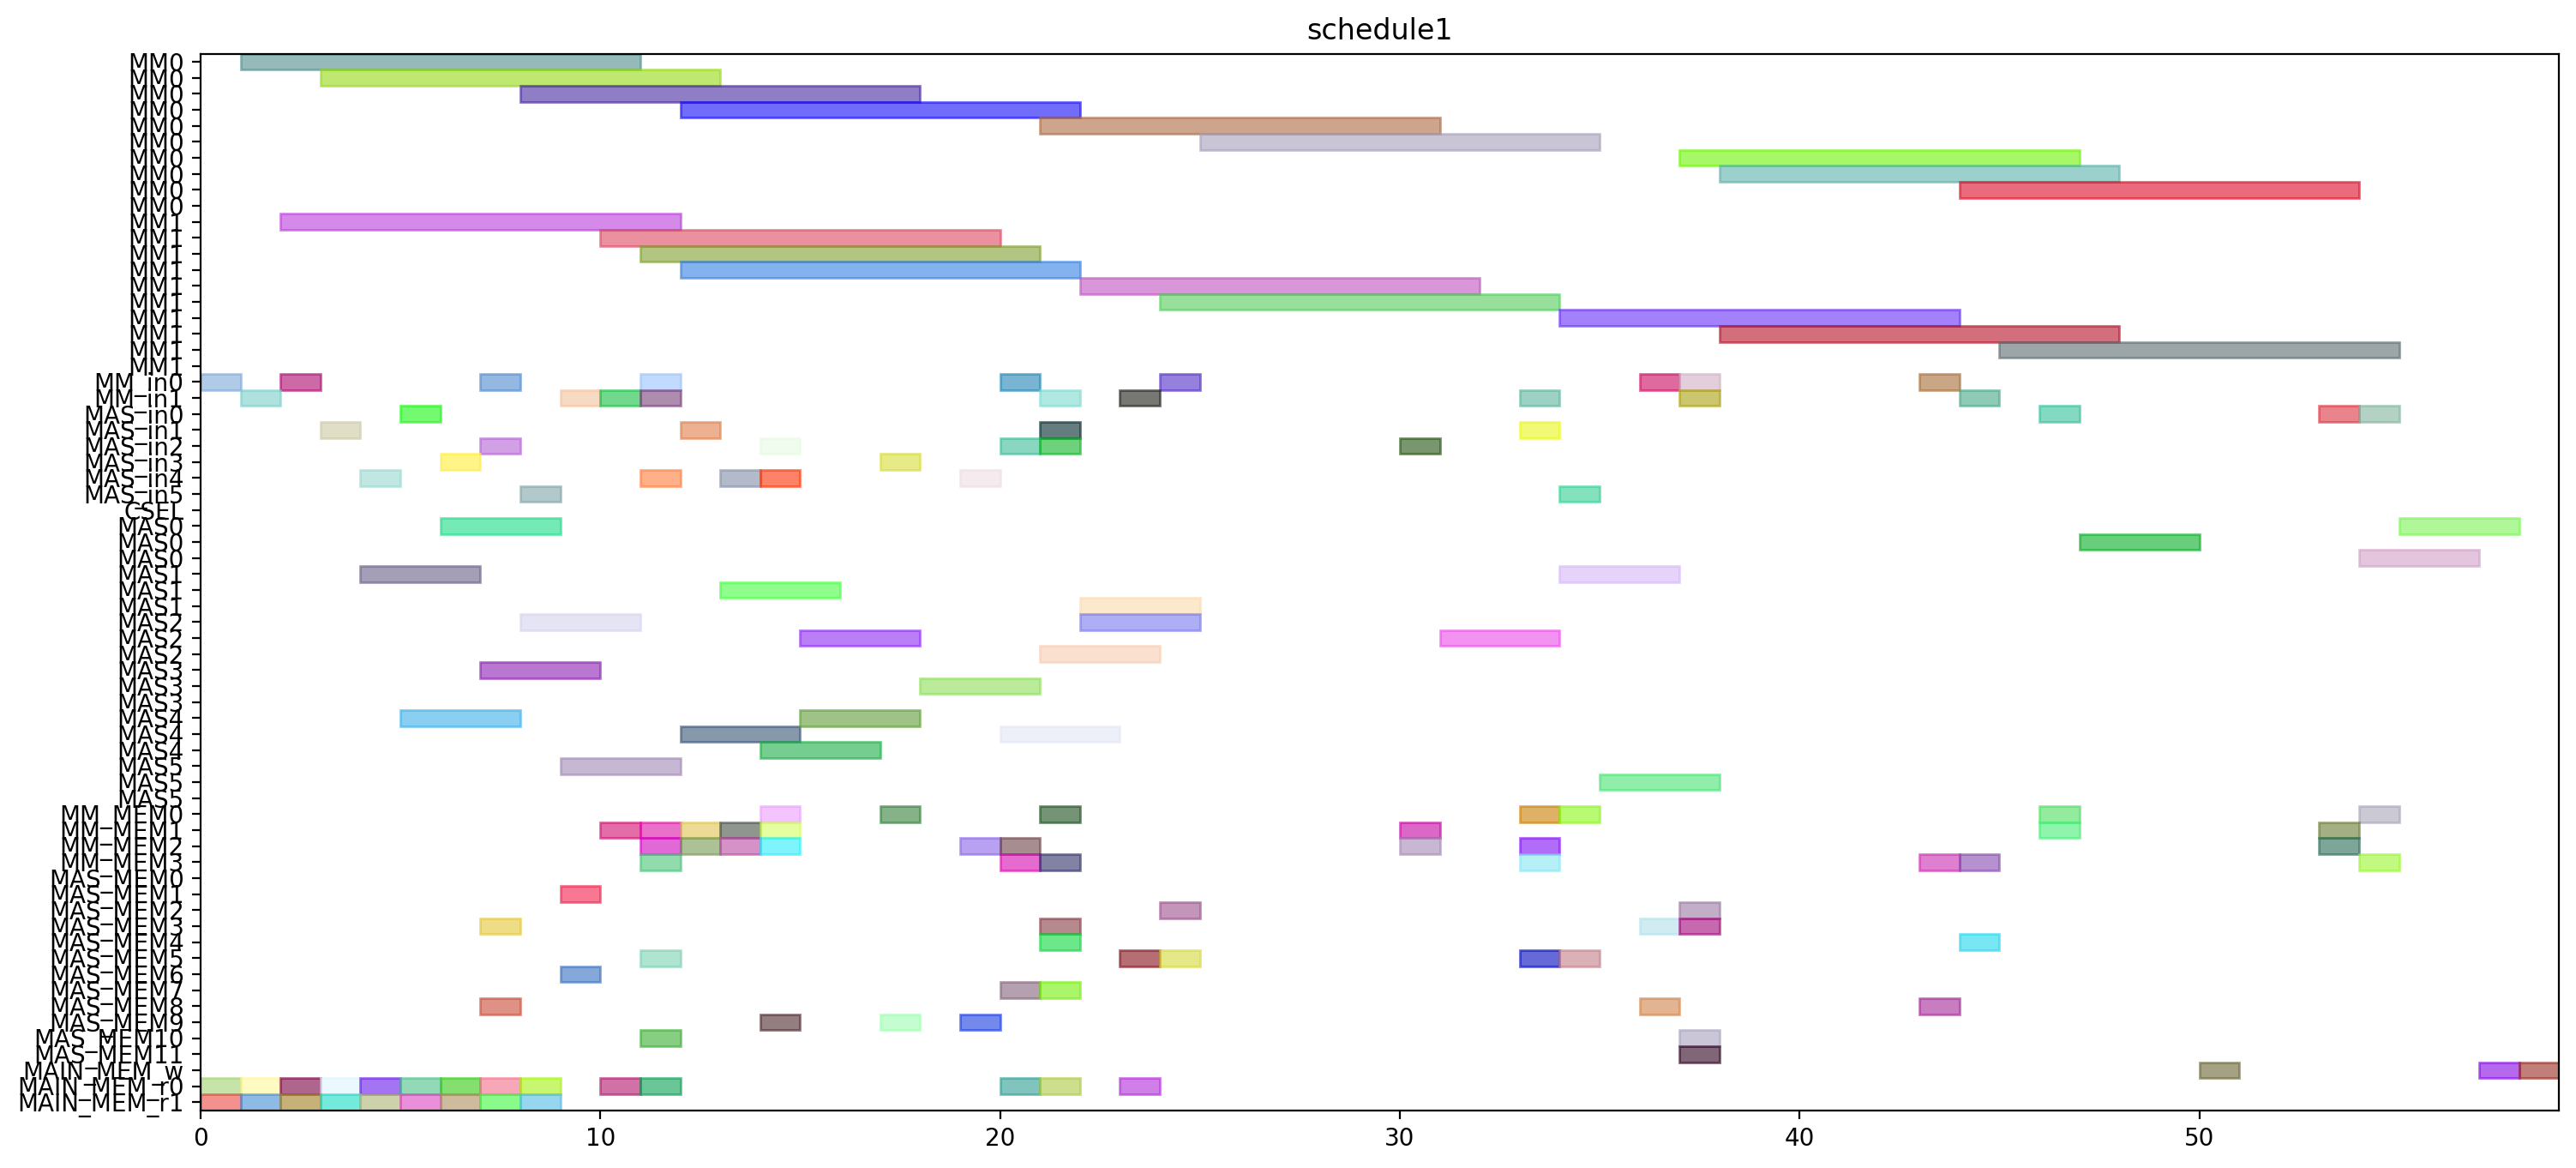 schedule1
MM0
MM0
MM0
MM0
MM0
MM0
MM0
MM0
MM0
MM0
MM1
MM1
MM1
MM1
MM1
MM1
MM1
MM1
MM1
MM1
MM_in0
MM_in1
MAS_in0
MAS_in1
MAS_in2
MAS_in3
MAS_in4
MAS_in5
CSEL
MAS0
MAS0
MAS0
MAS1
MAS1
MAS1
MAS2
MAS2
MAS2
MAS3
MAS3
MAS3
MAS4
MAS4
MAS4
MAS5
MAS5
MAS5
MM_MEM0
MM_MEM1
MM_MEM2
MM_MEM3
MAS_MEM0
MAS_MEM1
MAS_MEM2
MAS_MEM3
MAS_MEM4
MAS_MEM5
MAS_MEM6
MAS_MEM7
MAS_MEM8
MAS_MEM9
MAS_MEM10
MAS_MEM11
MAIN_MEM_w
MAIN_MEM_r0
MAIN_MEM_r1
0 10 20 30 40 50